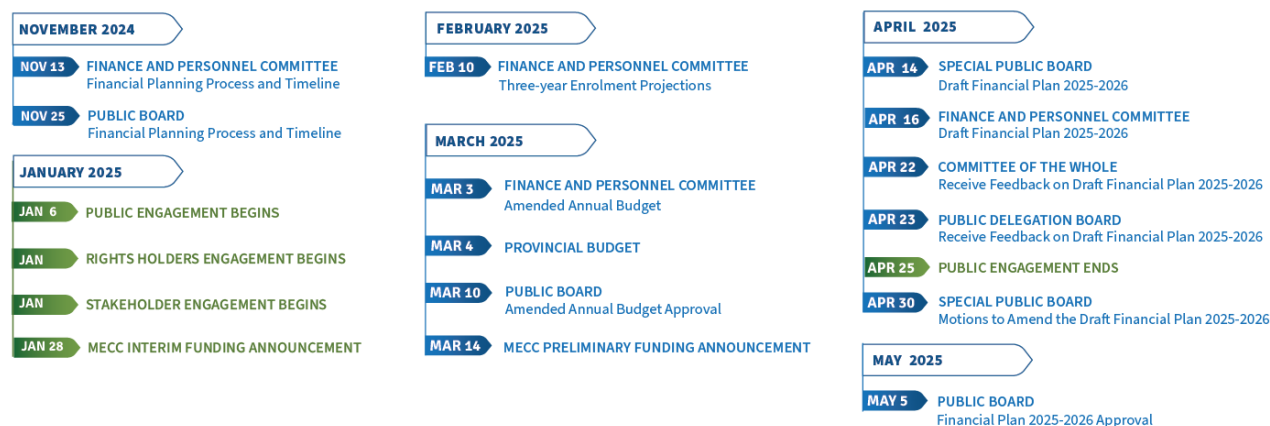 NOVEMBER 2024
NOV 13 FINANCE AND PERSONNEL COMMITTEE
Financial Planning Process and Timeline
NOV 25 PUBLIC BOARD
Financial Planning Process and Timeline
JANUARY 2025
JAN 6 PUBLIC ENGAGEMENT BEGINS
JAN RIGHTS HOLDERS ENGAGEMENT BEGINS
JAN STAKEHOLDER ENGAGEMENT BEGINS
JAN 28 MECC INTERIM FUNDING ANNOUNCEMENT
FEBRUARY 2025
FEB 10 FINANCE AND PERSONNEL COMMITTEE
Three-year Enrolment Projections
MARCH 2025
MAR 3 FINANCE AND PERSONNEL COMMITTEE
Amended Annual Budget
MAR 4 PROVINCIAL BUDGET
MAR 10 PUBLIC BOARD
Amended Annual Budget Approval
MAR 14 MECC PRELIMINARY FUNDING ANNOUNCEMENT
APRIL 2025
APR 14 SPECIAL PUBLIC BOARD
Draft Financial Plan 2025-2026
APR 16 FINANCE AND PERSONNEL COMMITTEE
Draft Financial Plan 2025-2026
APR 22 COMMITTEE OF THE WHOLE
Receive Feedback on Draft Financial Plan 2025-2026
APR 23 PUBLIC DELEGATION BOARD
Receive Feedback on Draft Financial Plan 2025-2026
APR 25 PUBLIC ENGAGEMENT ENDS
APR 30 SPECIAL PUBLIC BOARD
Motions to Amend the Draft Financial Plan 2025-2026
MAY 2025
MAY 5 PUBLIC BOARD
Financial Plan 2025-2026 Approval